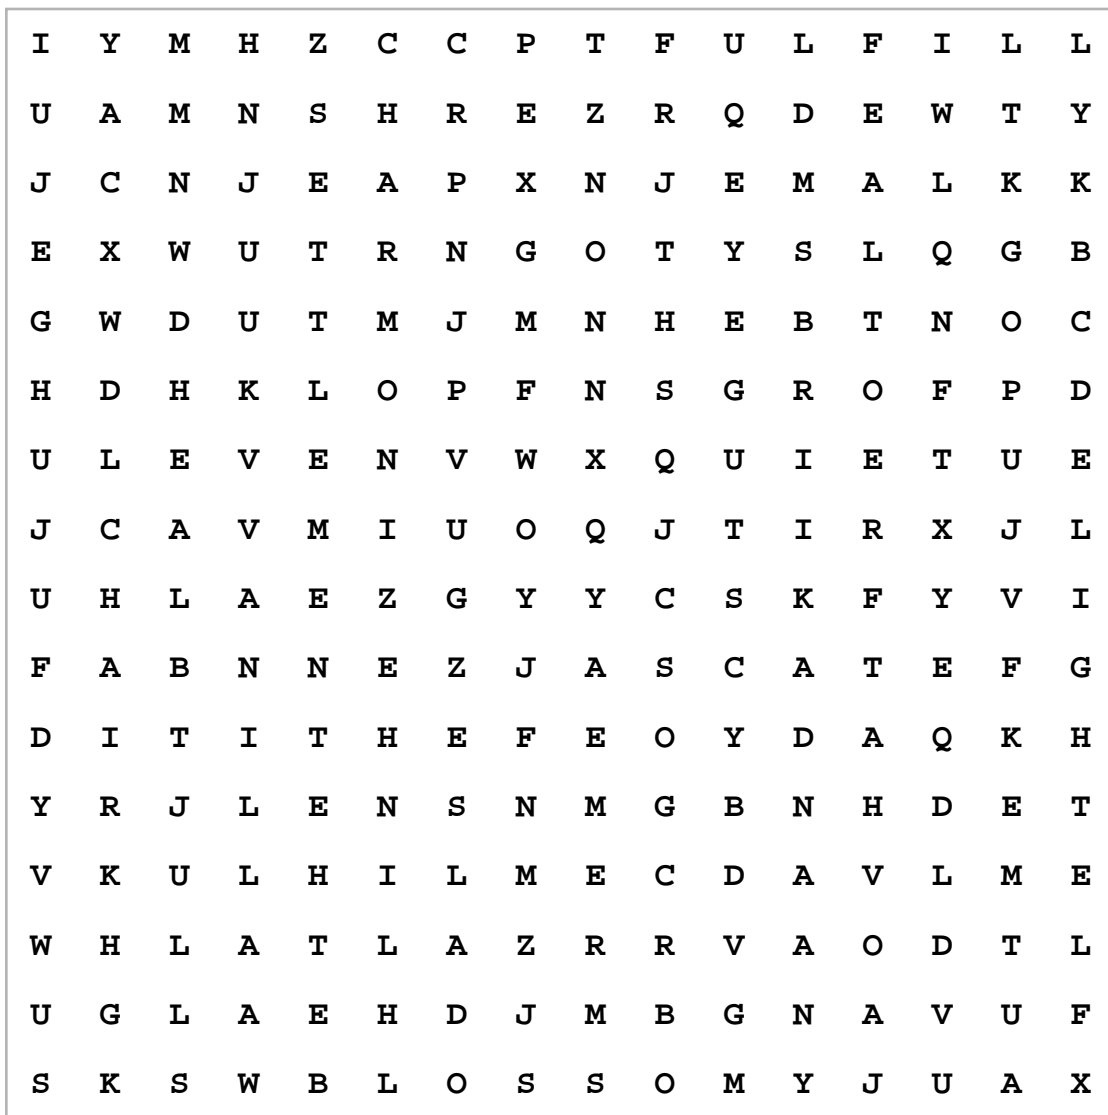 I Y M H Z C C P T F U L F I L L
U A M N S H R E Z R Q D E W T Y
J C N J E A P X N J E M A L K K
E X W U T R N G O T Y S L Q G B
G W D U T M J M N H E B T N O C
H D H K L O P F N S G R O F P D
U L E V E N V W X Q U I E T U E
J C A V M I U O Q J T I R X J L
U H L A E Z G Y Y C S K F Y V I
F A B N N E Z J A S C A T E F G
D I T I T H E F E O Y D A Q K H
Y R J L E N S N M G B N H D E T
V K U L H I L M E C D A V L M E
W H L A T L A Z R R V A O D T L
U G L A E H D J M B G N A V U F
S K S W B L O S S O M Y J U A X